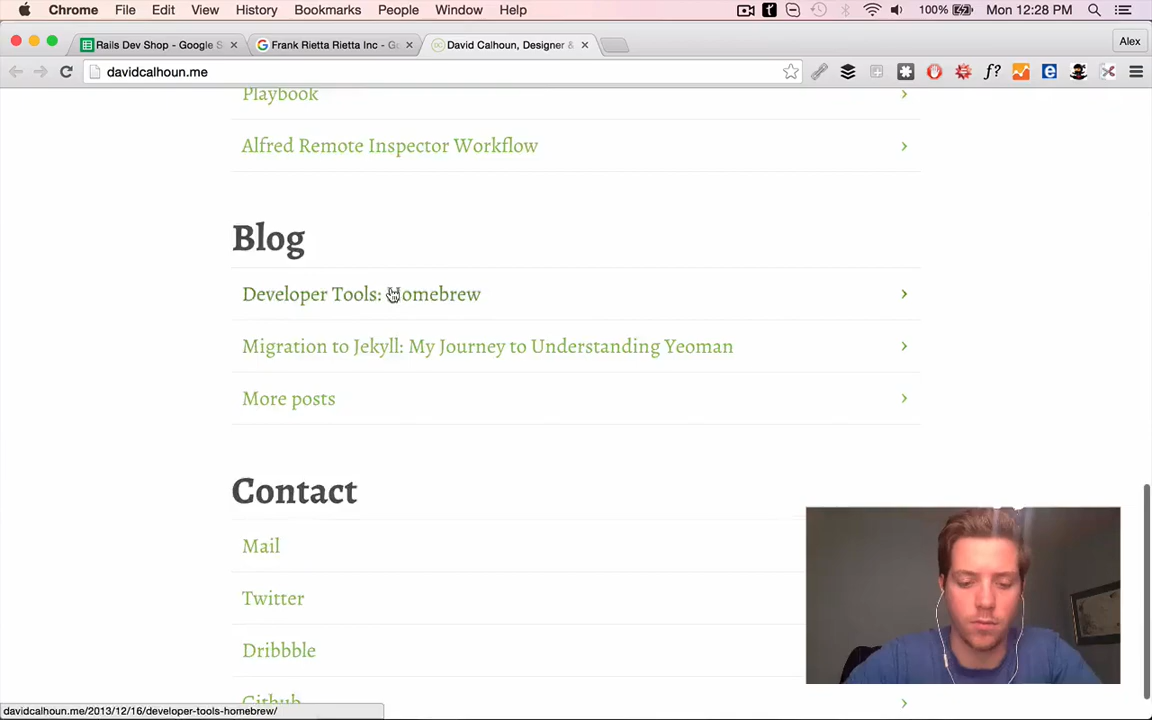 Chrome File Edit View History Bookmarks People Window Help 100% Mon 12:28 PM
Rails Dev Shop - Google S Frank Rietta Rietta Inc - Go David Calhoun, Designer & Alex
davidcalhoun.me
Playbook
Alfred Remote Inspector Workflow
Blog
Developer Tools: Homebrew
Migration to Jekyll: My Journey to Understanding Yeoman
More posts
Contact
Mail
Twitter
Dribbble
Github
davidcalhoun.me/2013/12/16/developer-tools-homebrew/